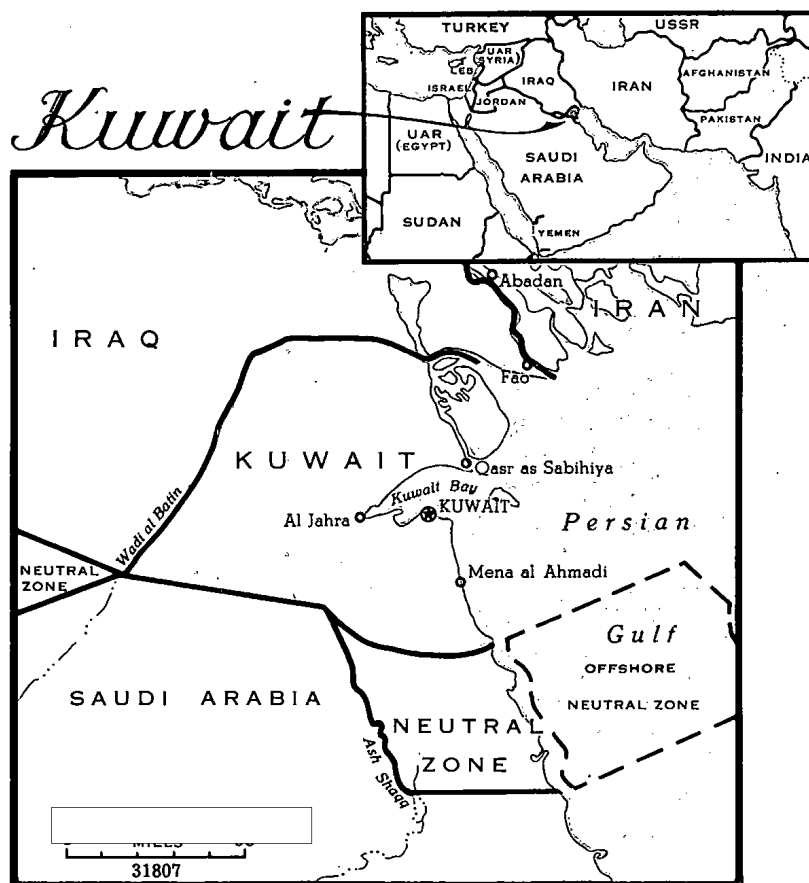 Kuwait
TURKEY
USSR
UAR
(SYRIA)
LEB.
ISRAEL
JORDAN
IRAQ
IRAN
AFGHANISTAN
PAKISTAN
INDIA
UAR
(EGYPT)
SAUDI
ARABIA
SUDAN
YEMEN
Abadan
IRAN
IRAQ
Fao
KUWAIT
Qasr as Sabihiya
Kuwait Bay
KUWAIT
Al Jahra
Persian
Wadi al Batin
NEUTRAL
ZONE
Mena al Ahmadi
Gulf
OFFSHORE
NEUTRAL ZONE
SAUDI ARABIA
NEUTRAL
ZONE
Ash Shaqq
MILES
31807